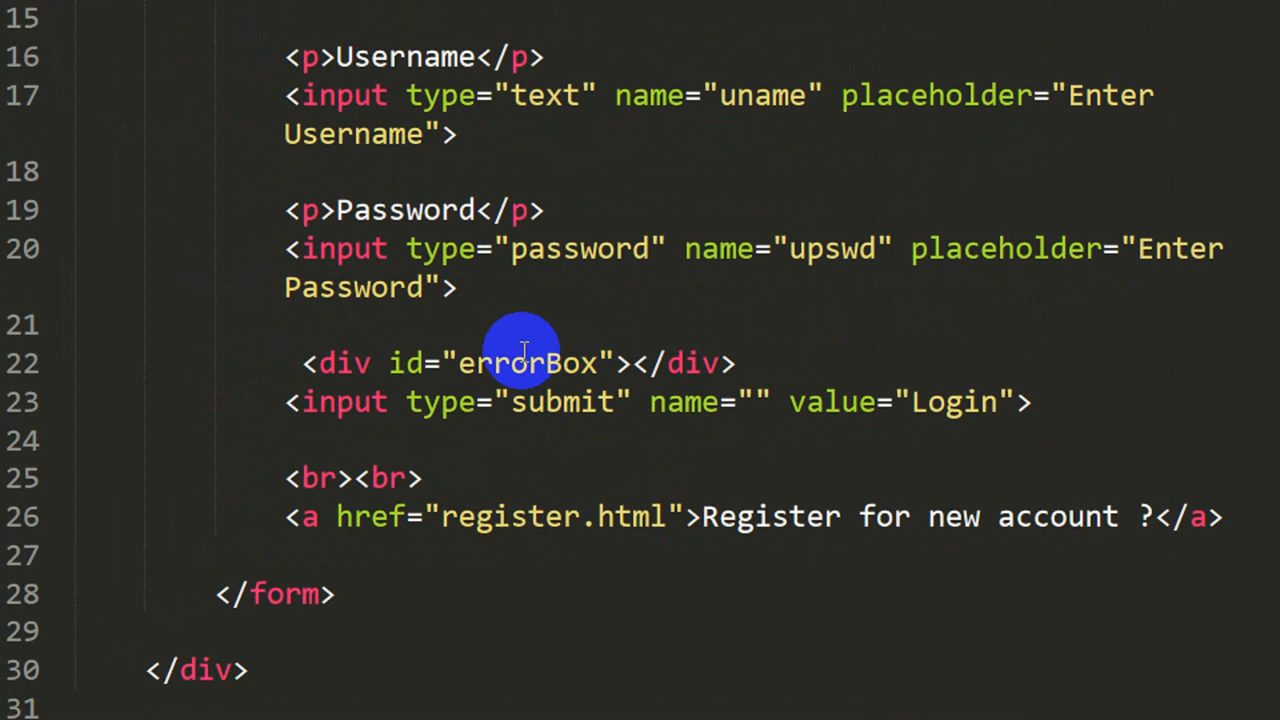 15
16 <p>Username</p>
17 <input type="text" name="uname" placeholder="Enter
Username">
18
19 <p>Password</p>
20 <input type="password" name="upswd" placeholder="Enter
Password">
21
22 <div id="errorBox"></div>
23 <input type="submit" name="" value="Login">
24
25 <br><br>
26 <a href="register.html">Register for new account ?</a>
27
28 </form>
29
30 </div>
31